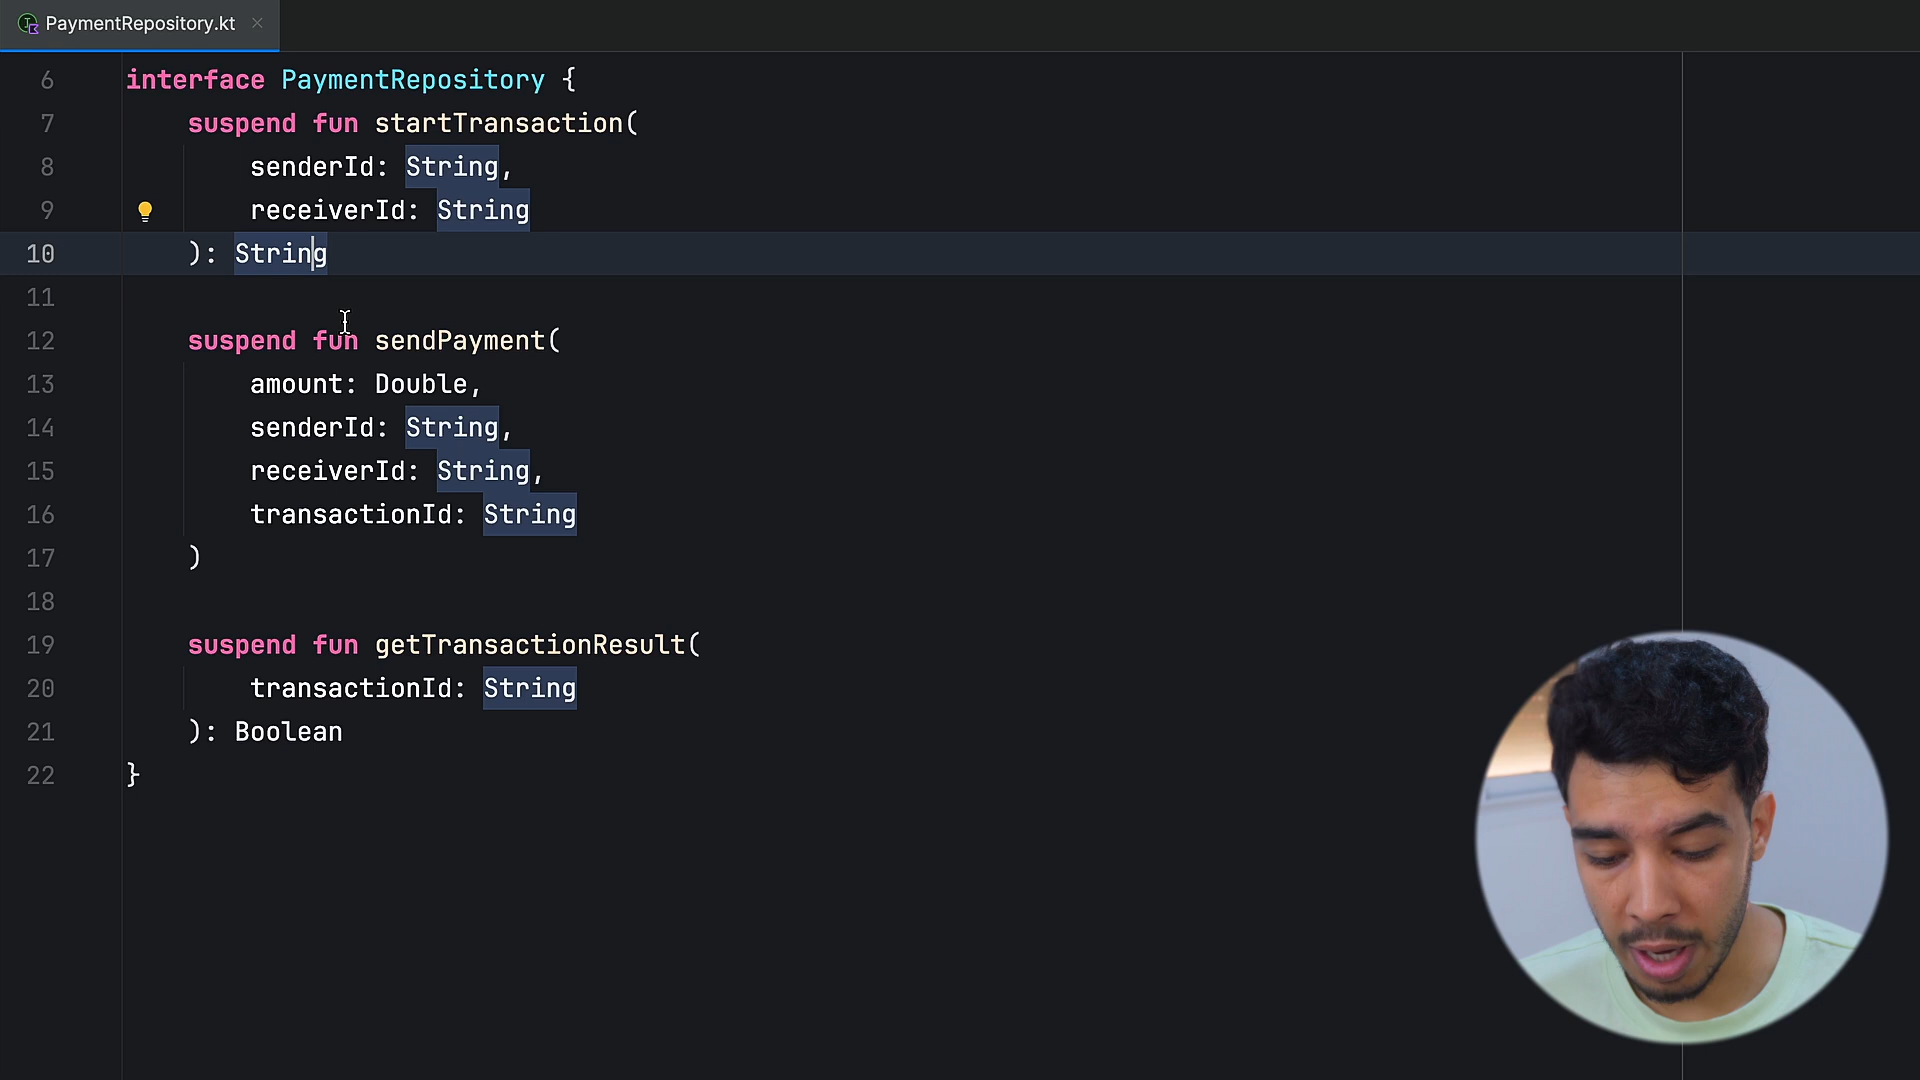 PaymentRepository.kt
6 interface PaymentRepository {
7 suspend fun startTransaction(
8 senderId: String,
9 receiverId: String
10 ): String
11
12 suspend fun sendPayment(
13 amount: Double,
14 senderId: String,
15 receiverId: String,
16 transactionId: String
17 )
18
19 suspend fun getTransactionResult(
20 transactionId: String
21 ): Boolean
22 }